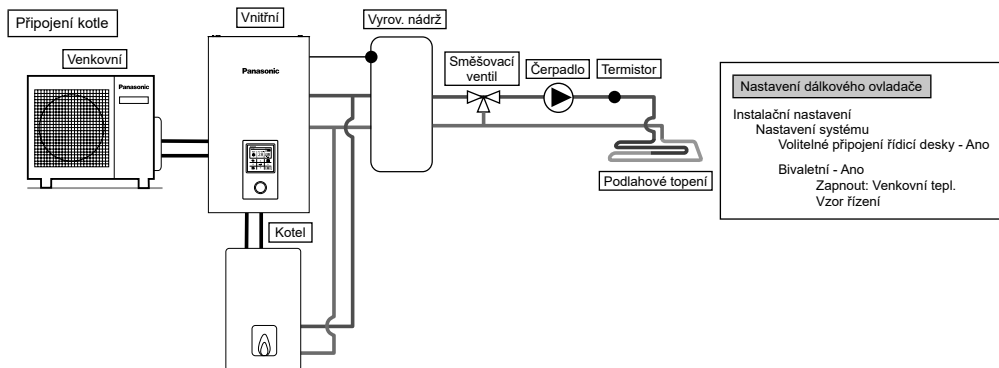 Připojení kotle
Venkovní
Panasonic
Vnitřní
Panasonic
Kotel
Vyrov. nádrž
Směšovací
ventil
Čerpadlo
Termistor
Podlahové topení
Nastavení dálkového ovladače
Instalační nastavení
Nastavení systému
Volitelné připojení řídicí desky - Ano
Bivaletní - Ano
Zapnout: Venkovní tepl.
Vzor řízení